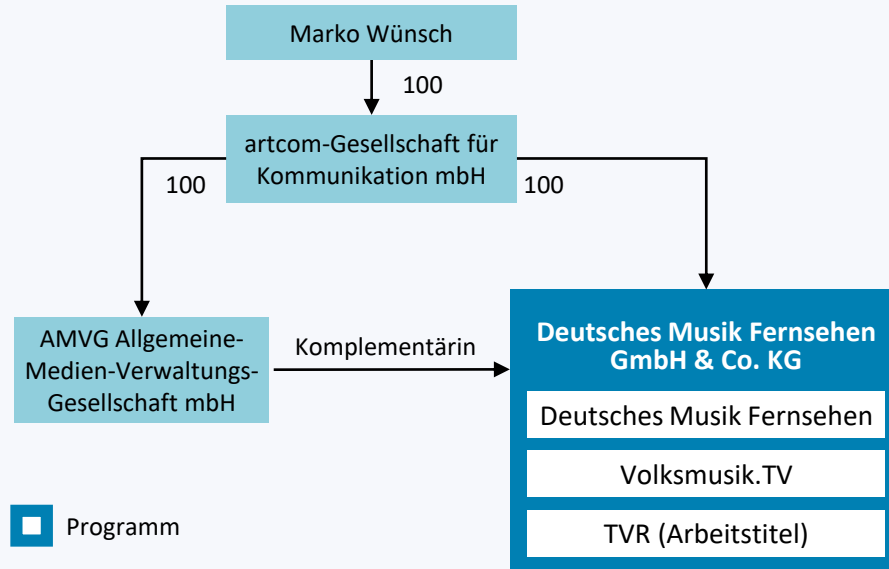 Marko Wünsch
100
artcom-Gesellschaft für
Kommunikation mbH
100
100
AMVG Allgemeine-
Medien-Verwaltungs-
Gesellschaft mbH
Komplementärin
Deutsches Musik Fernsehen
GmbH & Co. KG
Deutsches Musik Fernsehen
Volksmusik.TV
TVR (Arbeitstitel)
Programm